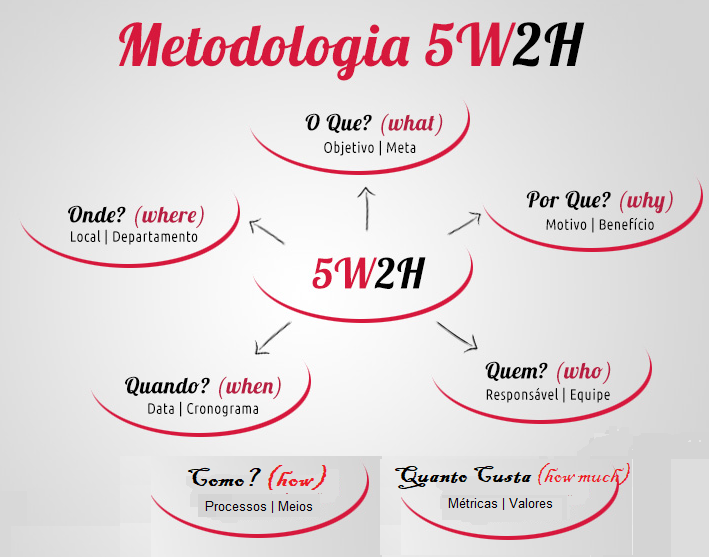 Metodologia 5W2H
O Que? (what)
Objetivo | Meta
Onde? (where)
Local | Departamento
Por Que? (why)
Motivo | Benefício
5W2H
Quando? (when)
Data | Cronograma
Quem? (who)
Responsável | Equipe
Como? (how)
Processos | Meios
Quanto Custa (how much)
Métricas | Valores